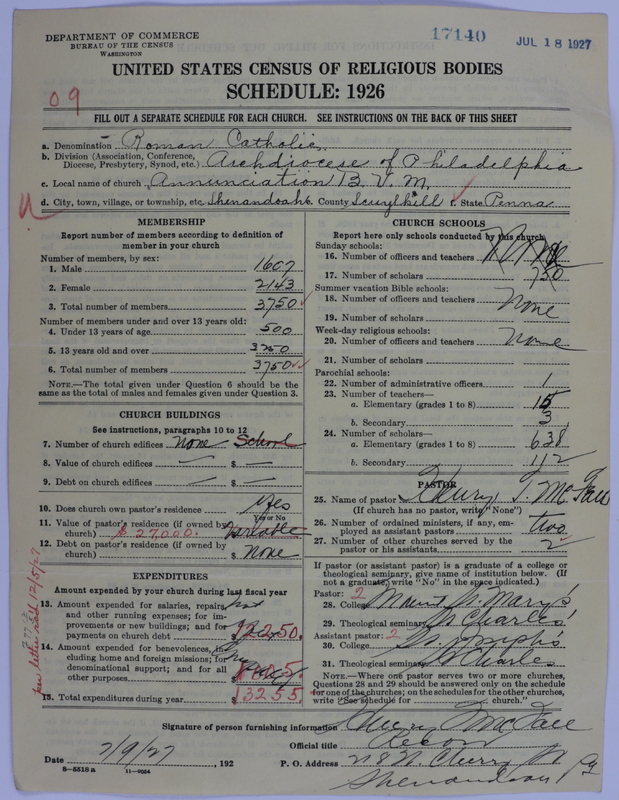 DEPARTMENT OF COMMERCE
BUREAU OF THE CENSUS
WASHINGTON
17140
JUL 18 1927
UNITED STATES CENSUS OF RELIGIOUS BODIES
SCHEDULE: 1926
09
FILL OUT A SEPARATE SCHEDULE FOR EACH CHURCH. SEE INSTRUCTIONS ON THE BACK OF THIS SHEET
a. Denomination Roman Catholic
b. Division (Association, Conference, Diocese, Presbytery, Synod, etc.) Archdiocese of Philadelphia
c. Local name of church Annunciation B. V. M.
d. City, town, village, or township, etc. Shenandoah e. County Scuylkill f. State Penna
MEMBERSHIP
Report number of members according to definition of member in your church
Number of members, by sex:
1. Male 1607
2. Female 2143
3. Total number of members 3750
Number of members under and over 13 years old:
4. Under 13 years of age 500
5. 13 years old and over 3250
6. Total number of members 3750
NOTE.—The total given under Question 6 should be the same as the total of males and females given under Question 3.
CHURCH BUILDINGS
See instructions, paragraphs 10 to 12
7. Number of church edifices None School
8. Value of church edifices — $ —
9. Debt on church edifices — $ —
10. Does church own pastor's residence Yes
Yes or No
11. Value of pastor's residence (if owned by church) $ 27,000.
12. Debt on pastor's residence (if owned by church) $ None
EXPENDITURES
Amount expended by your church during last fiscal year
13. Amount expended for salaries, repairs, and other running expenses; for improvements or new buildings; and for payments on church debt $ 12250.
14. Amount expended for benevolences, including home and foreign missions; for denominational support; and for all other purposes $ 1005.
15. Total expenditures during year $ 13255
per letter rec'd 12/5/27
CHURCH SCHOOLS
Report here only schools conducted by this church
Sunday schools:
16. Number of officers and teachers
17. Number of scholars 750
Summer vacation Bible schools:
18. Number of officers and teachers None
19. Number of scholars
Week-day religious schools:
20. Number of officers and teachers None
21. Number of scholars
Parochial schools:
22. Number of administrative officers 1
23. Number of teachers—
a. Elementary (grades 1 to 8) 15
b. Secondary 3
24. Number of scholars—
a. Elementary (grades 1 to 8) 638
b. Secondary 112
PASTOR
25. Name of pastor
(If church has no pastor, write "None")
26. Number of ordained ministers, if any, employed as assistant pastors two
27. Number of other churches served by the pastor or his assistants 2
If pastor (or assistant pastor) is a graduate of a college or theological seminary, give name of institution below. (If not a graduate, write "No" in the space indicated.)
Pastor: 2
28. College Mount St. Mary's
29. Theological seminary St Charles'
Assistant pastor: 2
30. College St. Joseph's
31. Theological seminary St Charles
NOTE.—Where one pastor serves two or more churches, Questions 28 and 29 should be answered only on the schedule for one of the churches; on the schedules for the other churches, write "See schedule for church."
Signature of person furnishing information
Official title Rector
Date 7/9/27, 192
P. O. Address 218 W. Cherry St
Shenandoah Pa
8—5518 a 11—9034